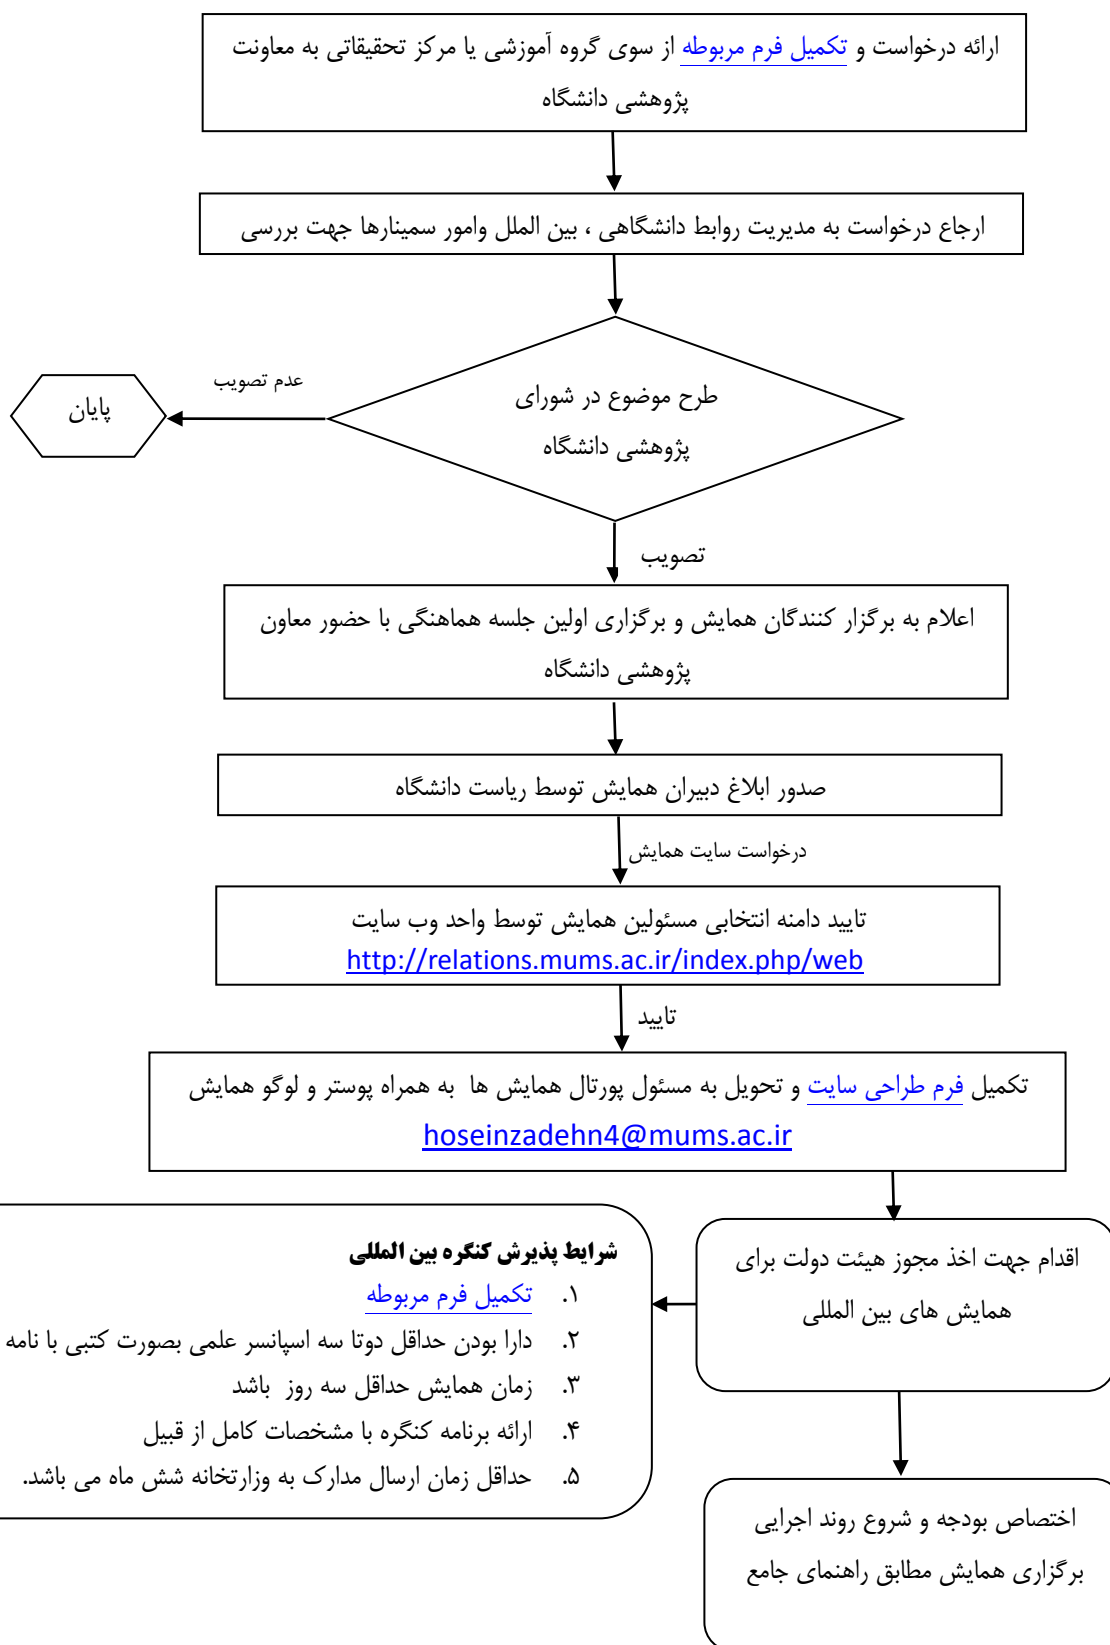 ارائه درخواست و تکمیل فرم مربوطه از سوی گروه آموزشی یا مرکز تحقیقاتی به معاونت
پژوهشی دانشگاه
ارجاع درخواست به مدیریت روابط دانشگاهی ، بین الملل وامور سمینارها جهت بررسی
طرح موضوع در شورای
پژوهشی دانشگاه
عدم تصویب
پایان
تصویب
اعلام به برگزار کنندگان همایش و برگزاری اولین جلسه هماهنگی با حضور معاون
پژوهشی دانشگاه
صدور ابلاغ دبیران همایش توسط ریاست دانشگاه
درخواست سایت همایش
تایید دامنه انتخابی مسئولین همایش توسط واحد وب سایت
http://relations.mums.ac.ir/index.php/web
تایید
تکمیل فرم طراحی سایت و تحویل به مسئول پورتال همایش ها به همراه پوستر و لوگو همایش
hoseinzadehn4@mums.ac.ir
اقدام جهت اخذ مجوز هیئت دولت برای
همایش های بین المللی
شرایط پذیرش کنگره بین المللی
۱. تکمیل فرم مربوطه
۲. دارا بودن حداقل دوتا سه اسپانسر علمی بصورت کتبی با نامه
۳. زمان همایش حداقل سه روز باشد
۴. ارائه برنامه کنگره با مشخصات کامل از قبیل
۵. حداقل زمان ارسال مدارک به وزارتخانه شش ماه می باشد.
اختصاص بودجه و شروع روند اجرایی
برگزاری همایش مطابق راهنمای جامع